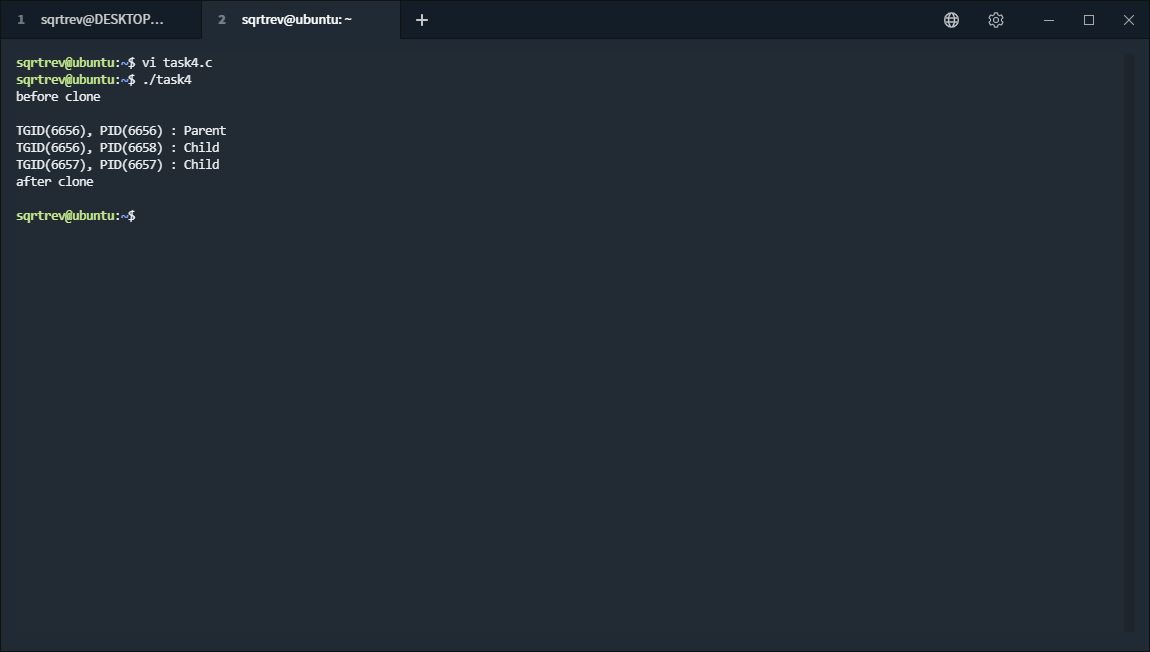 1 sqrtrev@DESKTOP... 2 sqrtrev@ubuntu: ~
sqrtrev@ubuntu:~$ vi task4.c
sqrtrev@ubuntu:~$ ./task4
before clone
TGID(6656), PID(6656) : Parent
TGID(6656), PID(6658) : Child
TGID(6657), PID(6657) : Child
after clone
sqrtrev@ubuntu:~$